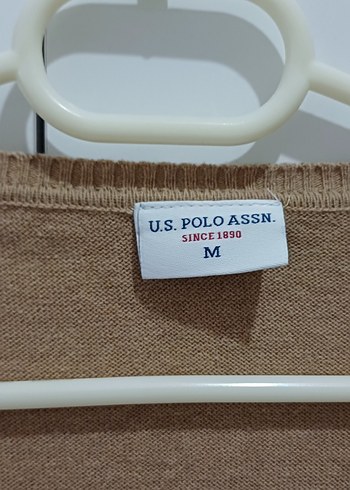 U.S. POLO ASSN.
SINCE 1890
M